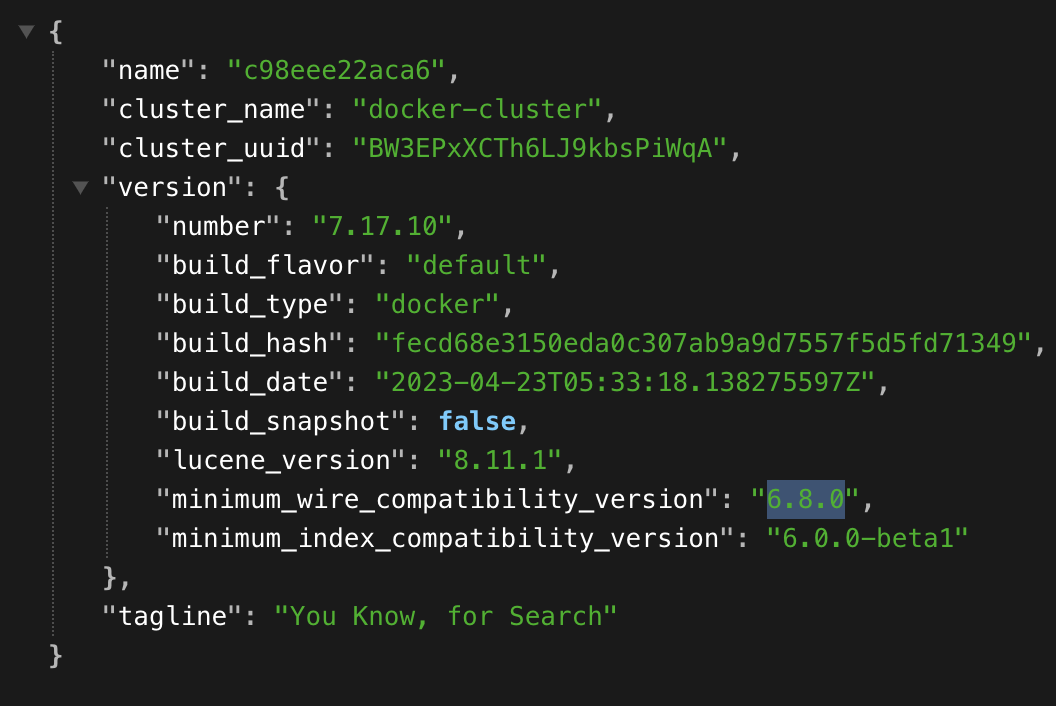 {
"name": "c98eee22aca6",
"cluster_name": "docker-cluster",
"cluster_uuid": "BW3EPxXCTh6LJ9kbsPiWqA",
"version": {
"number": "7.17.10",
"build_flavor": "default",
"build_type": "docker",
"build_hash": "fecd68e3150eda0c307ab9a9d7557f5d5fd71349",
"build_date": "2023-04-23T05:33:18.138275597Z",
"build_snapshot": false,
"lucene_version": "8.11.1",
"minimum_wire_compatibility_version": "6.8.0",
"minimum_index_compatibility_version": "6.0.0-beta1"
},
"tagline": "You Know, for Search"
}